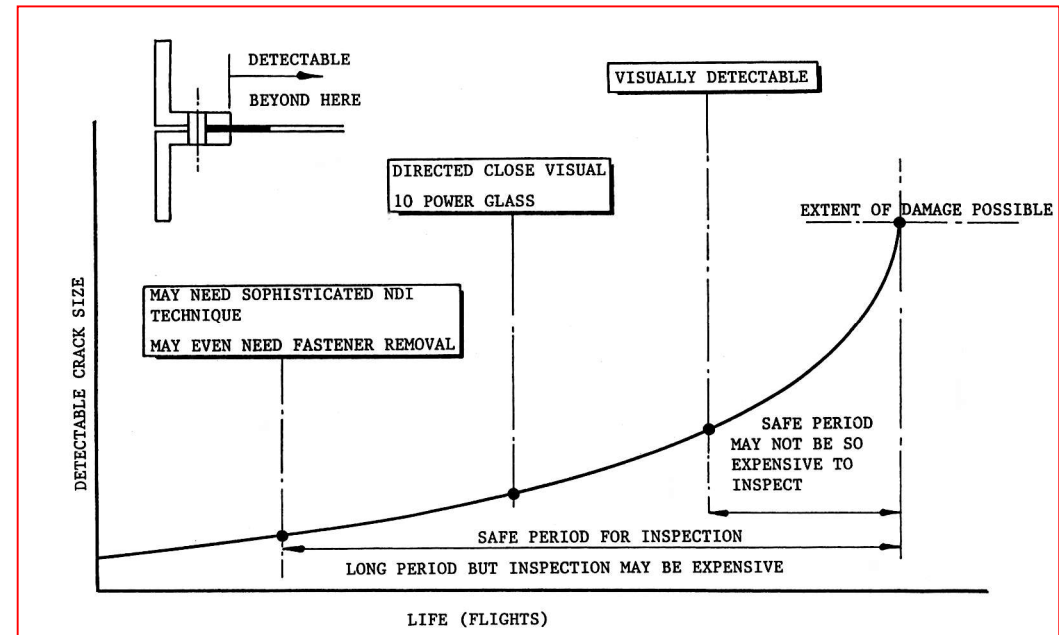 DETECTABLE
BEYOND HERE
VISUALLY DETECTABLE
DIRECTED CLOSE VISUAL
10 POWER GLASS
EXTENT OF DAMAGE POSSIBLE
MAY NEED SOPHISTICATED NDI
TECHNIQUE
MAY EVEN NEED FASTENER REMOVAL
DETECTABLE CRACK SIZE
SAFE PERIOD
MAY NOT BE SO
EXPENSIVE TO
INSPECT
SAFE PERIOD FOR INSPECTION
LONG PERIOD BUT INSPECTION MAY BE EXPENSIVE
LIFE (FLIGHTS)